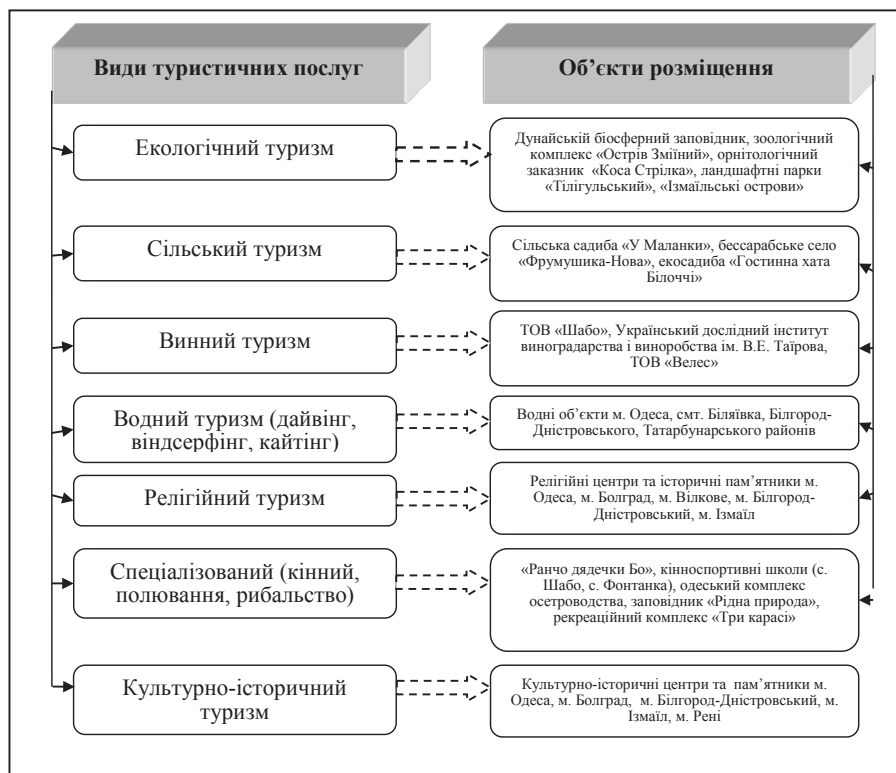 Види туристичних послуг
Об’єкти розміщення
Екологічний туризм
Дунайській біосферний заповідник, зоологічний
комплекс «Острів Зміїний», орнітологічний
заказник «Коса Стрілка», ландшафтні парки
«Тілігульський», «Ізмаїльські острови»
Сільський туризм
Сільська садиба «У Маланки», бессарабське село
«Фрумушика-Нова», екосадиба «Гостинна хата
Білоччі»
Винний туризм
ТОВ «Шабо», Український дослідний інститут
виноградарства і виноробства ім. В.Е. Таїрова,
ТОВ «Велес»
Водний туризм (дайвінг,
віндсерфінг, кайтінг)
Водні об’єкти м. Одеса, смт. Біляївка, Білгород-
Дністровського, Татарбунарського районів
Релігійний туризм
Релігійні центри та історичні пам’ятники м.
Одеса, м. Болград, м. Вілкове, м. Білгород-
Дністровський, м. Ізмаїл
Спеціалізований (кінний,
полювання, рибальство)
«Ранчо дядечки Бо», кінноспортивні школи (с.
Шабо, с. Фонтанка), одеський комплекс
осетроводства, заповідник «Рідна природа»,
рекреаційний комплекс «Три карасі»
Культурно-історичний
туризм
Культурно-історичні центри та пам’ятники м.
Одеса, м. Болград, м. Білгород-Дністровський, м.
Ізмаїл, м. Рені